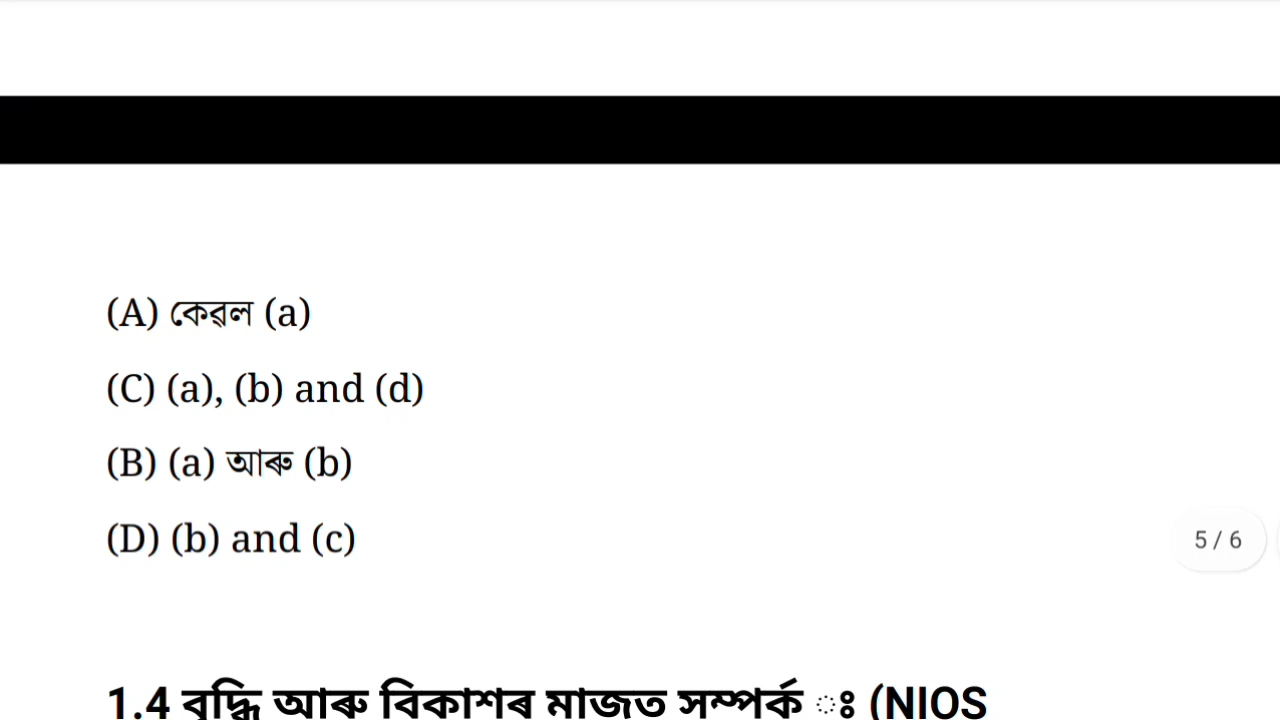 (A) কেৱল (a)
(C) (a), (b) and (d)
(B) (a) আৰু (b)
(D) (b) and (c)
5 / 6
1.4 বৃদ্ধি আৰু বিকাশৰ মাজত সম্পৰ্ক ঃ (NIOS